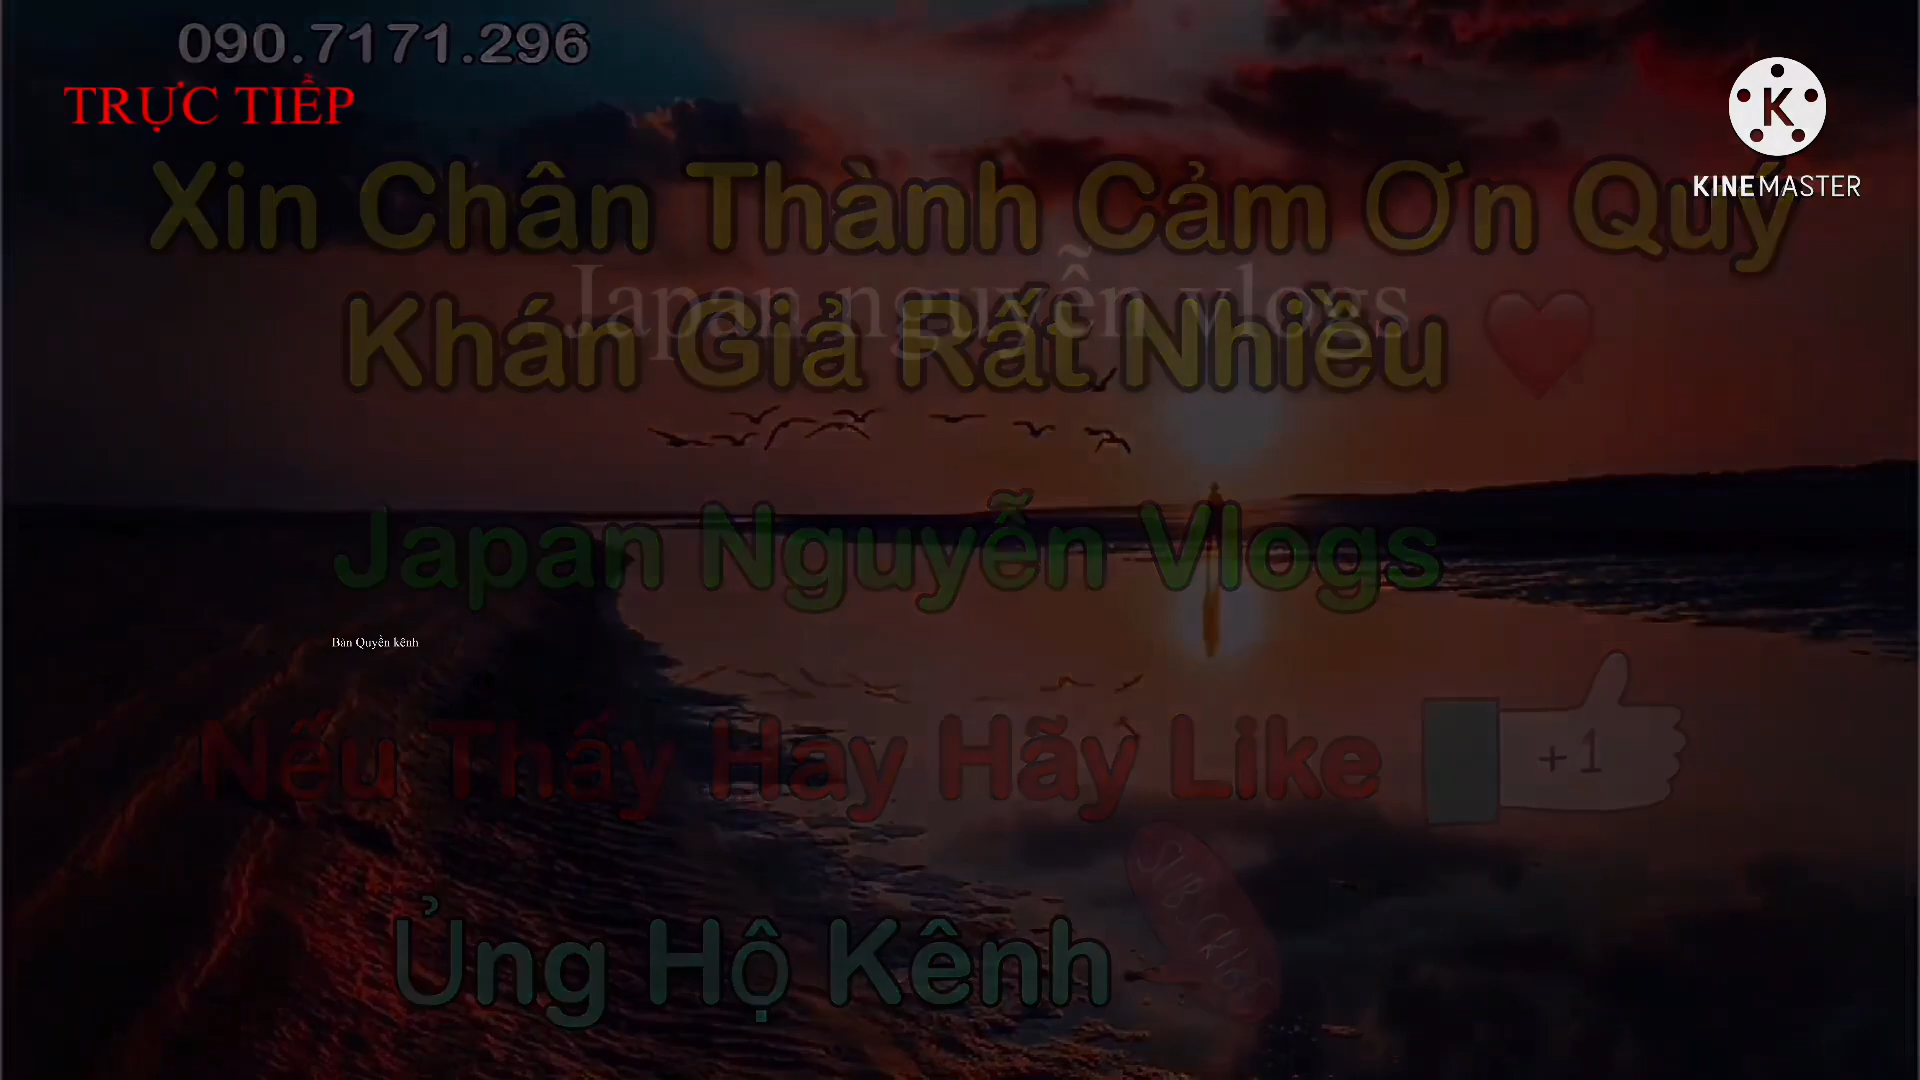 090.7171.296
TRỰC TIẾP
K
KINEMASTER
Xin Chân Thành Cảm Ơn Quý
Japan nguyễn vlogs
Khán Giả Rất Nhiều
Japan Nguyễn Vlogs
Bản Quyền kênh
Nếu Thấy Hay Hãy Like
+1
SUBSCRIBE
Ủng Hộ Kênh